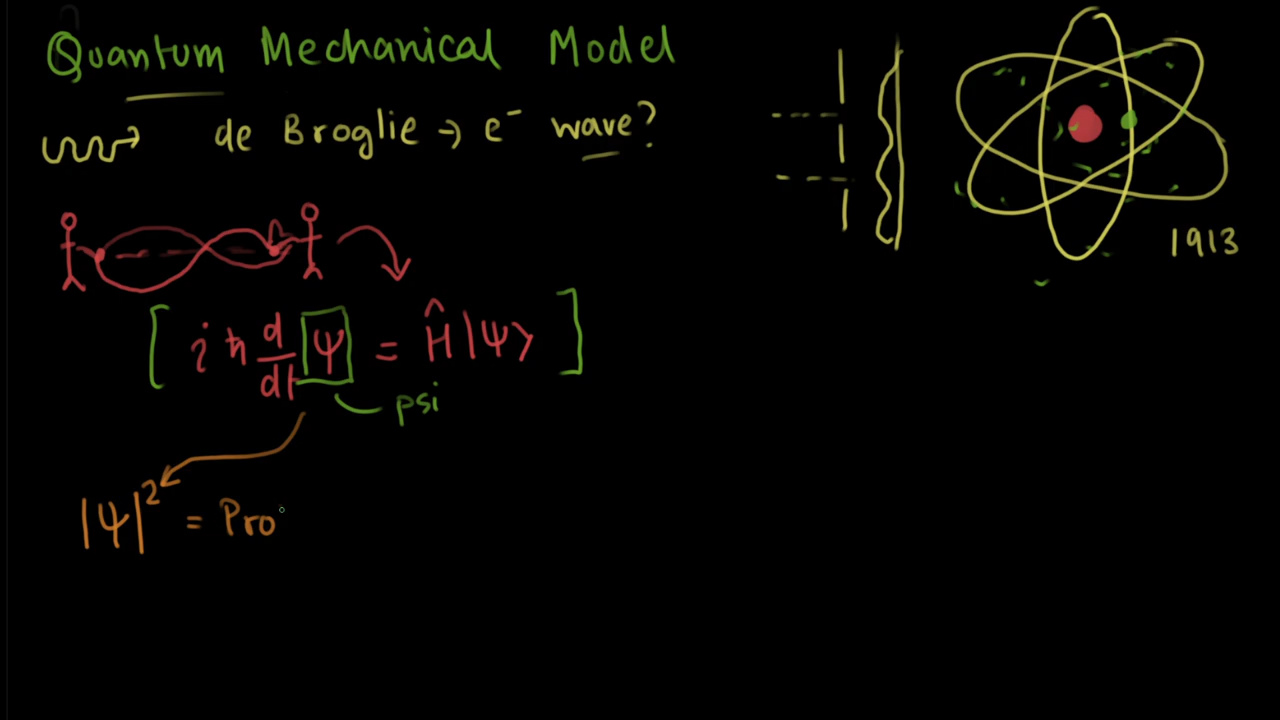 Quantum Mechanical Model
de Broglie → e⁻ wave?
1913
[ iħ d/dt Ψ = Ĥ|Ψ⟩ ]
psi
|Ψ|² = Pro